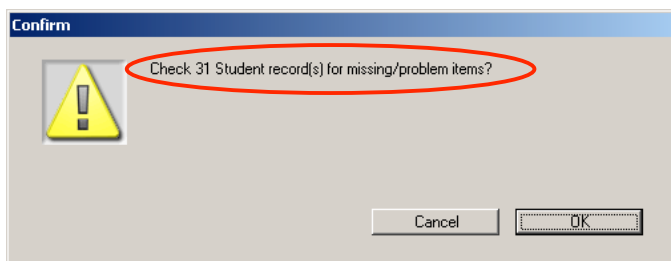 Confirm
Check 31 Student record(s) for missing/problem items?
Cancel
OK